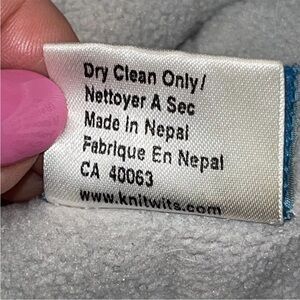 Dry Clean Only/
Nettoyer A Sec
Made in Nepal
Fabrique En Nepal
CA 40063
www.knitwits.com